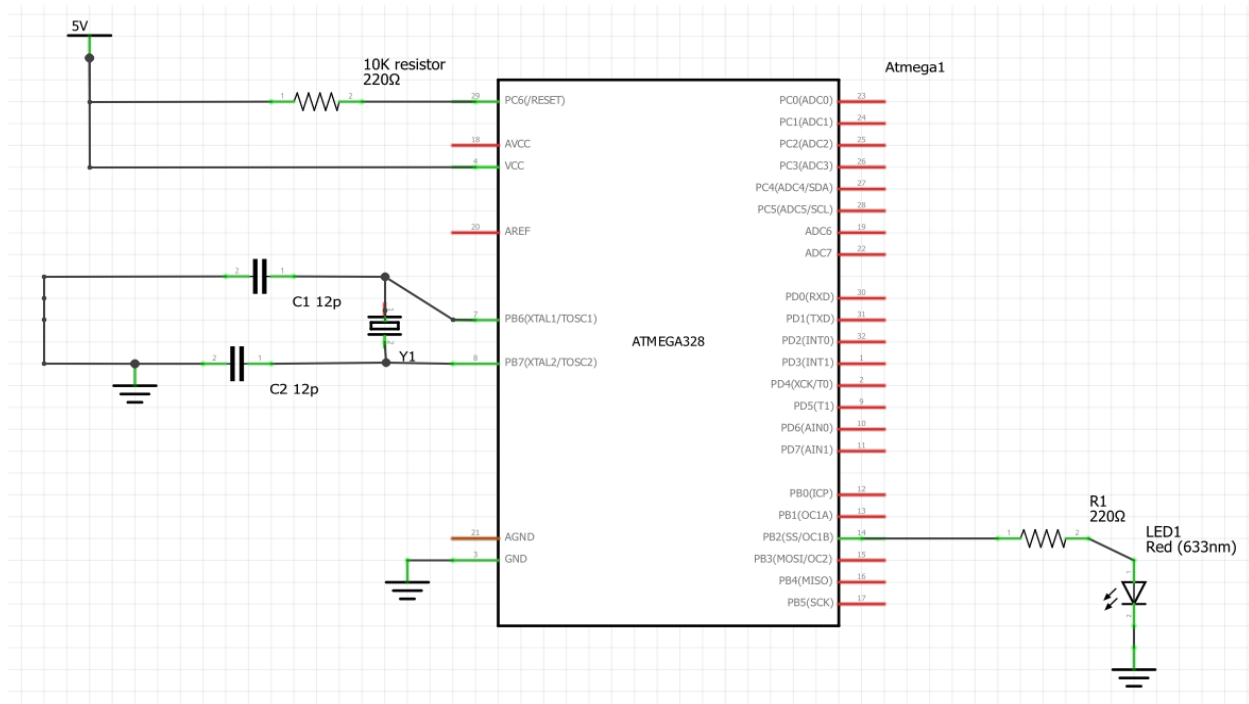 5V
10K resistor
220Ω
Atmega1
1
2
29
PC6(/RESET)
18
AVCC
4
VCC
20
AREF
2
1
C1 12p
7
PB6(XTAL1/TOSC1)
2
1
C2 12p
Y1
8
PB7(XTAL2/TOSC2)
21
AGND
3
GND
ATMEGA328
PC0(ADC0)
23
PC1(ADC1)
24
PC2(ADC2)
25
PC3(ADC3)
26
PC4(ADC4/SDA)
27
PC5(ADC5/SCL)
28
ADC6
19
ADC7
22
PD0(RXD)
30
PD1(TXD)
31
PD2(INT0)
32
PD3(INT1)
1
PD4(XCK/T0)
2
PD5(T1)
9
PD6(AIN0)
10
PD7(AIN1)
11
PB0(ICP)
12
PB1(OC1A)
13
PB2(SS/OC1B)
14
PB3(MOSI/OC2)
15
PB4(MISO)
16
PB5(SCK)
17
R1
220Ω
1
2
LED1
Red (633nm)
1
2